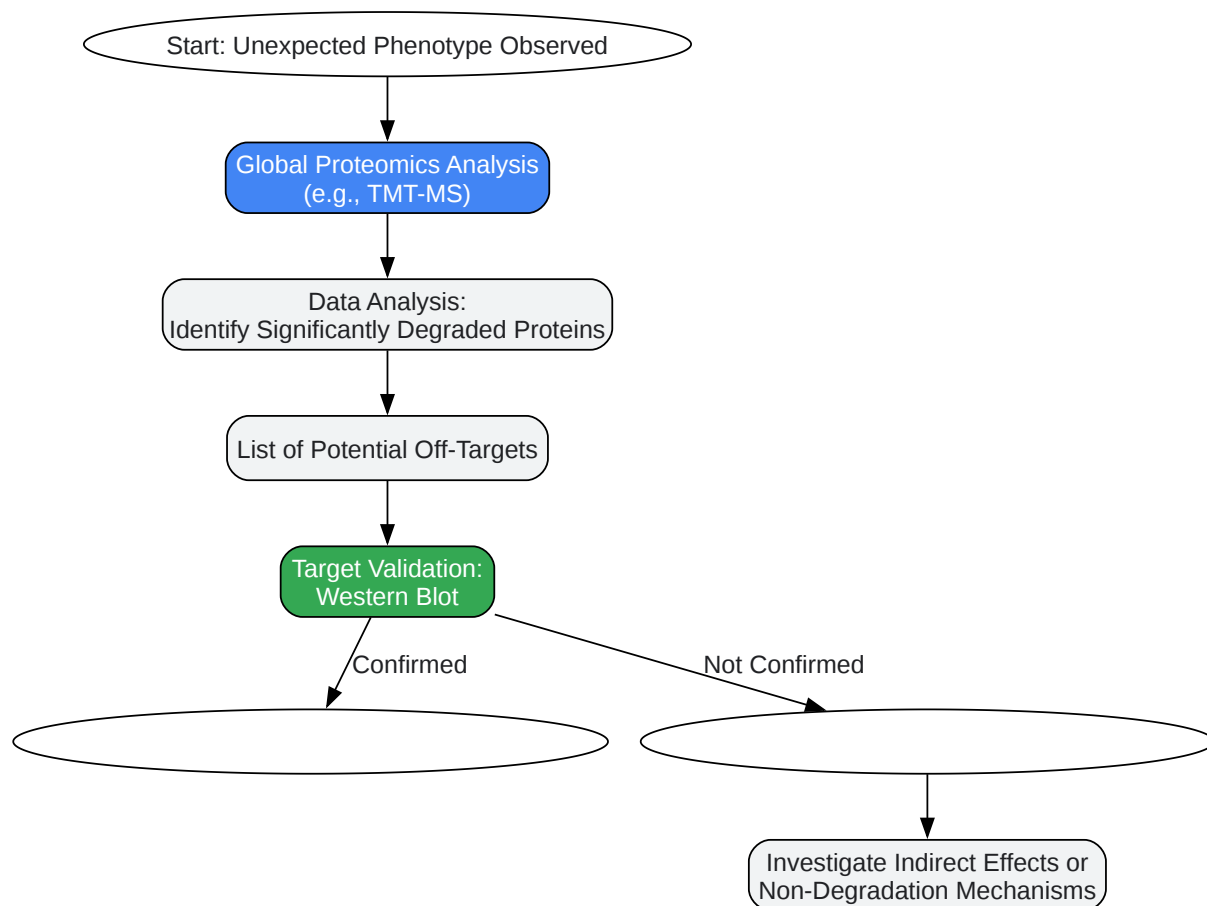 Start: Unexpected Phenotype Observed
Global Proteomics Analysis
(e.g., TMT-MS)
Data Analysis:
Identify Significantly Degraded Proteins
List of Potential Off-Targets
Target Validation:
Western Blot
Confirmed
Not Confirmed
Investigate Indirect Effects or
Non-Degradation Mechanisms